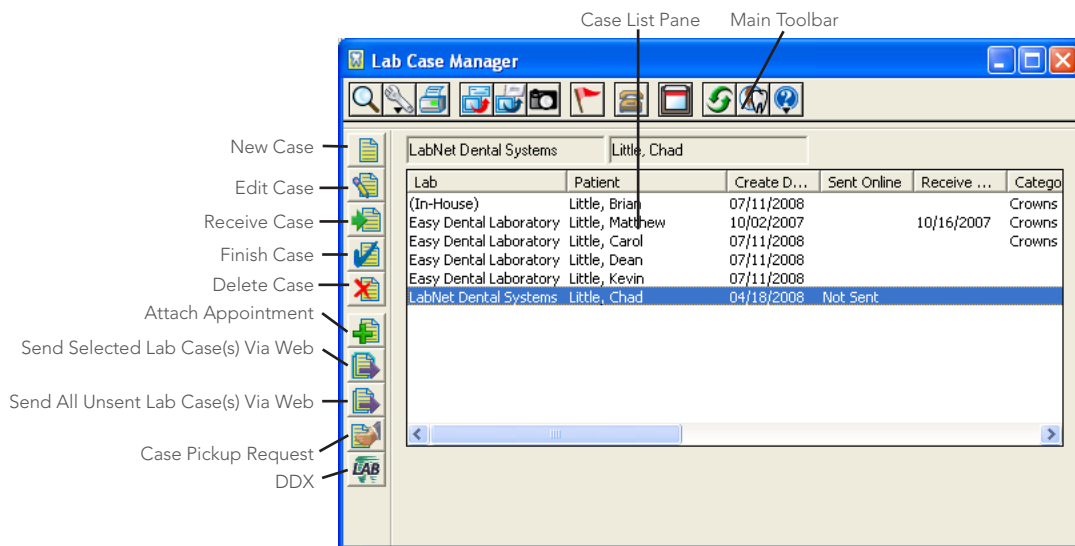 Case List Pane Main Toolbar
Lab Case Manager
New Case
LabNet Dental Systems Little, Chad
Edit Case
Lab Patient Create D... Sent Online Receive ... Catego
(In-House) Little, Brian 07/11/2008 Crowns
Receive Case
Easy Dental Laboratory Little, Matthew 10/02/2007 10/16/2007 Crowns
Easy Dental Laboratory Little, Carol 07/11/2008 Crowns
Finish Case
Easy Dental Laboratory Little, Dean 07/11/2008
Easy Dental Laboratory Little, Kevin 07/11/2008
Delete Case
LabNet Dental Systems Little, Chad 04/18/2008 Not Sent
Attach Appointment
Send Selected Lab Case(s) Via Web
Send All Unsent Lab Case(s) Via Web
Case Pickup Request
DDX
LAB